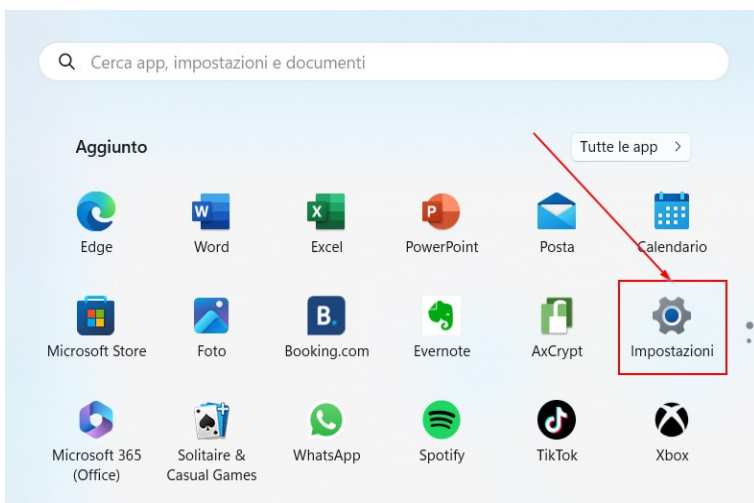 Cerca app, impostazioni e documenti
Aggiunto
Tutte le app
Edge
Word
Excel
PowerPoint
Posta
Calendario
Microsoft Store
Foto
Booking.com
Evernote
AxCrypt
Impostazioni
Microsoft 365
(Office)
Solitaire &
Casual Games
WhatsApp
Spotify
TikTok
Xbox